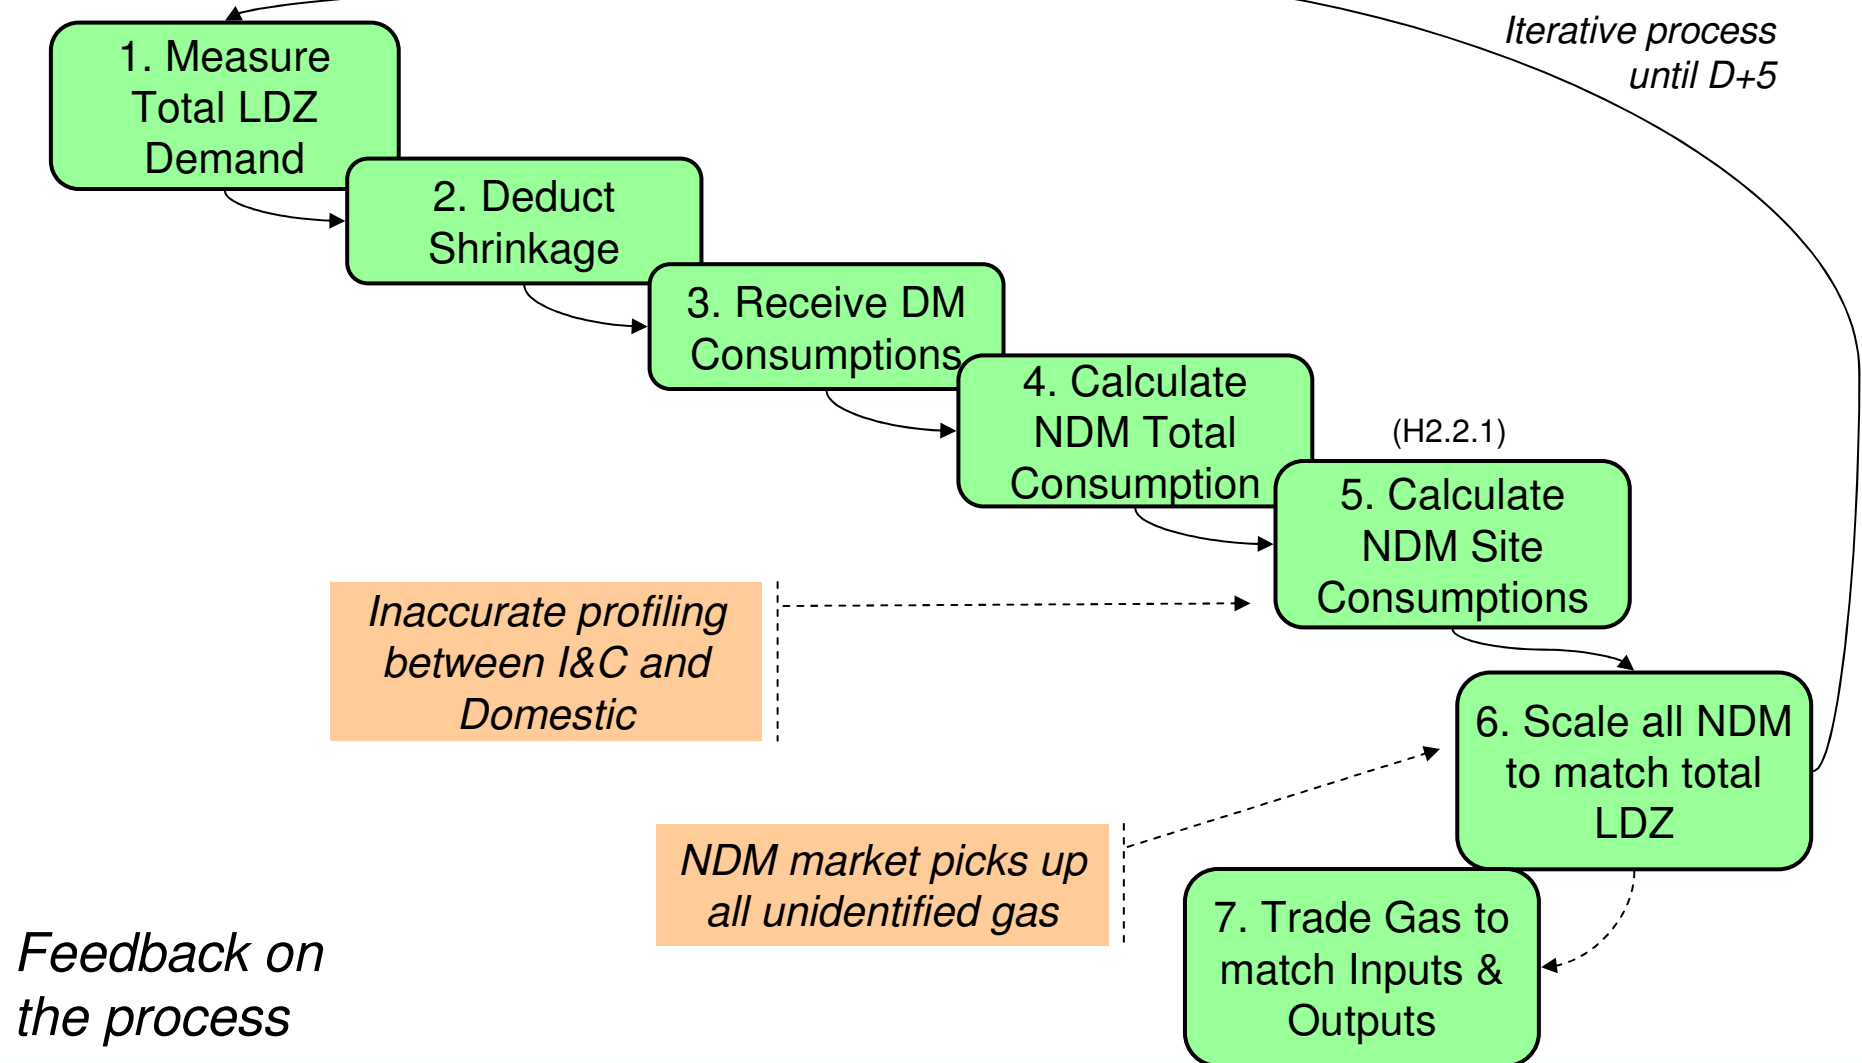 Iterative process
until D+5
1. Measure
Total LDZ
Demand
2. Deduct
Shrinkage
3. Receive DM
Consumptions
4. Calculate
NDM Total
Consumption
(H2.2.1)
5. Calculate
NDM Site
Consumptions
Inaccurate profiling
between I&C and
Domestic
6. Scale all NDM
to match total
LDZ
NDM market picks up
all unidentified gas
7. Trade Gas to
match Inputs &
Outputs
Feedback on
the process